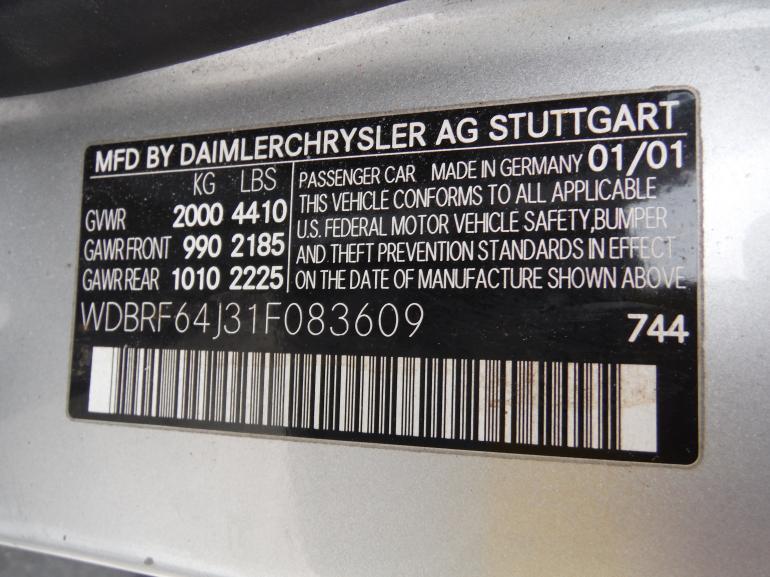 MFD BY DAIMLERCHRYSLER AG STUTTGART
KG LBS
GVWR 2000 4410
GAWR FRONT 990 2185
GAWR REAR 1010 2225
PASSENGER CAR MADE IN GERMANY 01/01
THIS VEHICLE CONFORMS TO ALL APPLICABLE
U.S. FEDERAL MOTOR VEHICLE SAFETY,BUMPER
AND THEFT PREVENTION STANDARDS IN EFFECT
ON THE DATE OF MANUFACTURE SHOWN ABOVE
WDBRF64J31F083609
744